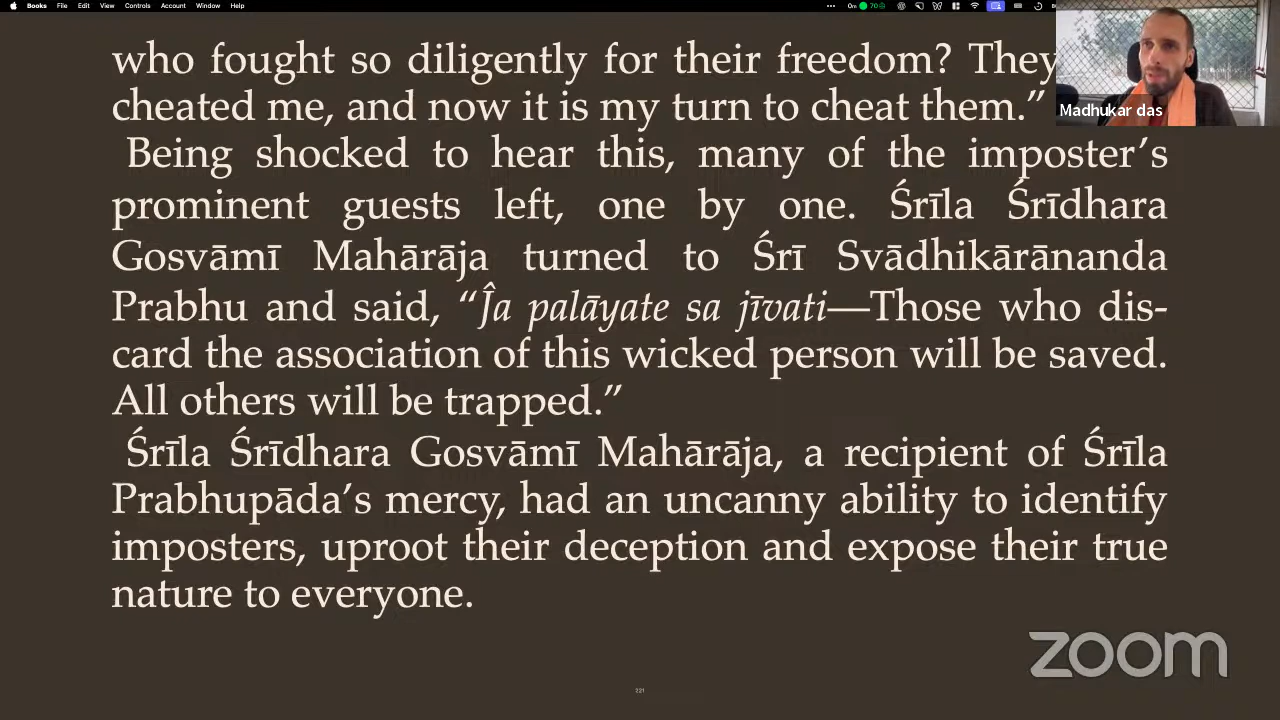 Books File Edit View Controls Account Window Help
who fought so diligently for their freedom? They
cheated me, and now it is my turn to cheat them.”
Madhukar das
Being shocked to hear this, many of the imposter’s
prominent guests left, one by one. Śrīla Śrīdhara
Gosvāmī Mahārāja turned to Śrī Svādhikārānanda
Prabhu and said, “Ĵa palāyate sa jīvati—Those who dis-
card the association of this wicked person will be saved.
All others will be trapped.”
Śrīla Śrīdhara Gosvāmī Mahārāja, a recipient of Śrīla
Prabhupāda’s mercy, had an uncanny ability to identify
imposters, uproot their deception and expose their true
nature to everyone.
zoom
221